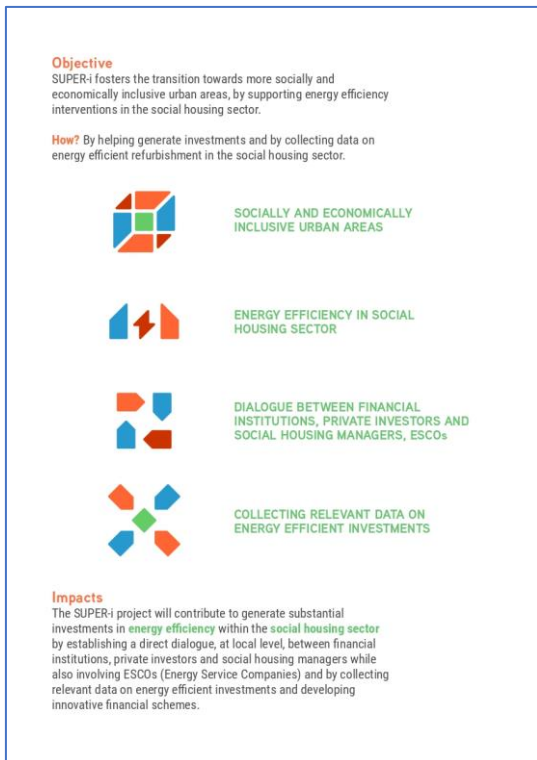 Objective
SUPER-i fosters the transition towards more socially and
economically inclusive urban areas, by supporting energy efficiency
interventions in the social housing sector.
How? By helping generate investments and by collecting data on
energy efficient refurbishment in the social housing sector.
SOCIALLY AND ECONOMICALLY
INCLUSIVE URBAN AREAS
ENERGY EFFICIENCY IN SOCIAL
HOUSING SECTOR
DIALOGUE BETWEEN FINANCIAL
INSTITUTIONS, PRIVATE INVESTORS AND
SOCIAL HOUSING MANAGERS, ESCOs
COLLECTING RELEVANT DATA ON
ENERGY EFFICIENT INVESTMENTS
Impacts
The SUPER-i project will contribute to generate substantial
investments in energy efficiency within the social housing sector
by establishing a direct dialogue, at local level, between financial
institutions, private investors and social housing managers while
also involving ESCOs (Energy Service Companies) and by collecting
relevant data on energy efficient investments and developing
innovative financial schemes.